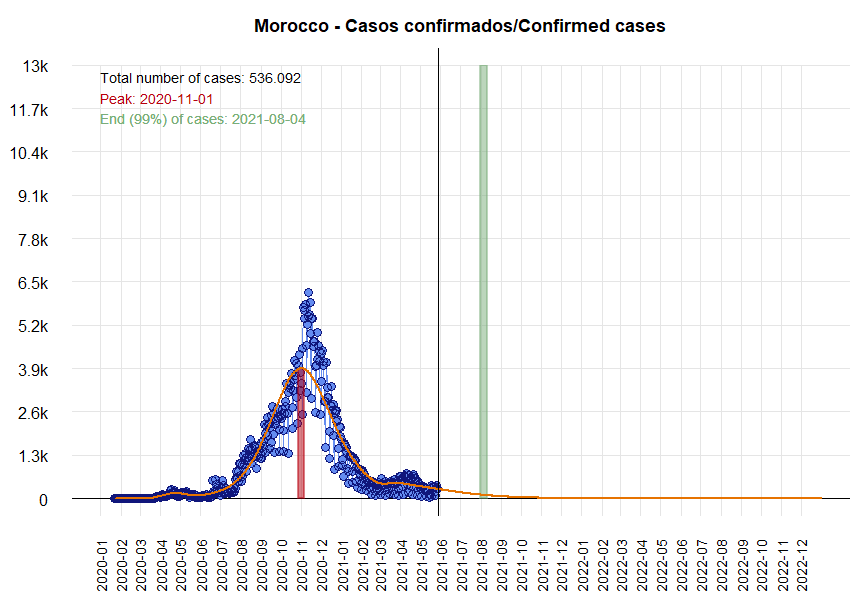 Morocco - Casos confirmados/Confirmed cases
Total number of cases: 536.092
Peak: 2020-11-01
End (99%) of cases: 2021-08-04
13k
11.7k
10.4k
9.1k
7.8k
6.5k
5.2k
3.9k
2.6k
1.3k
0
2020-01
2020-02
2020-03
2020-04
2020-05
2020-06
2020-07
2020-08
2020-09
2020-10
2020-11
2020-12
2021-01
2021-02
2021-03
2021-04
2021-05
2021-06
2021-07
2021-08
2021-09
2021-10
2021-11
2021-12
2022-01
2022-02
2022-03
2022-04
2022-05
2022-06
2022-07
2022-08
2022-09
2022-10
2022-11
2022-12